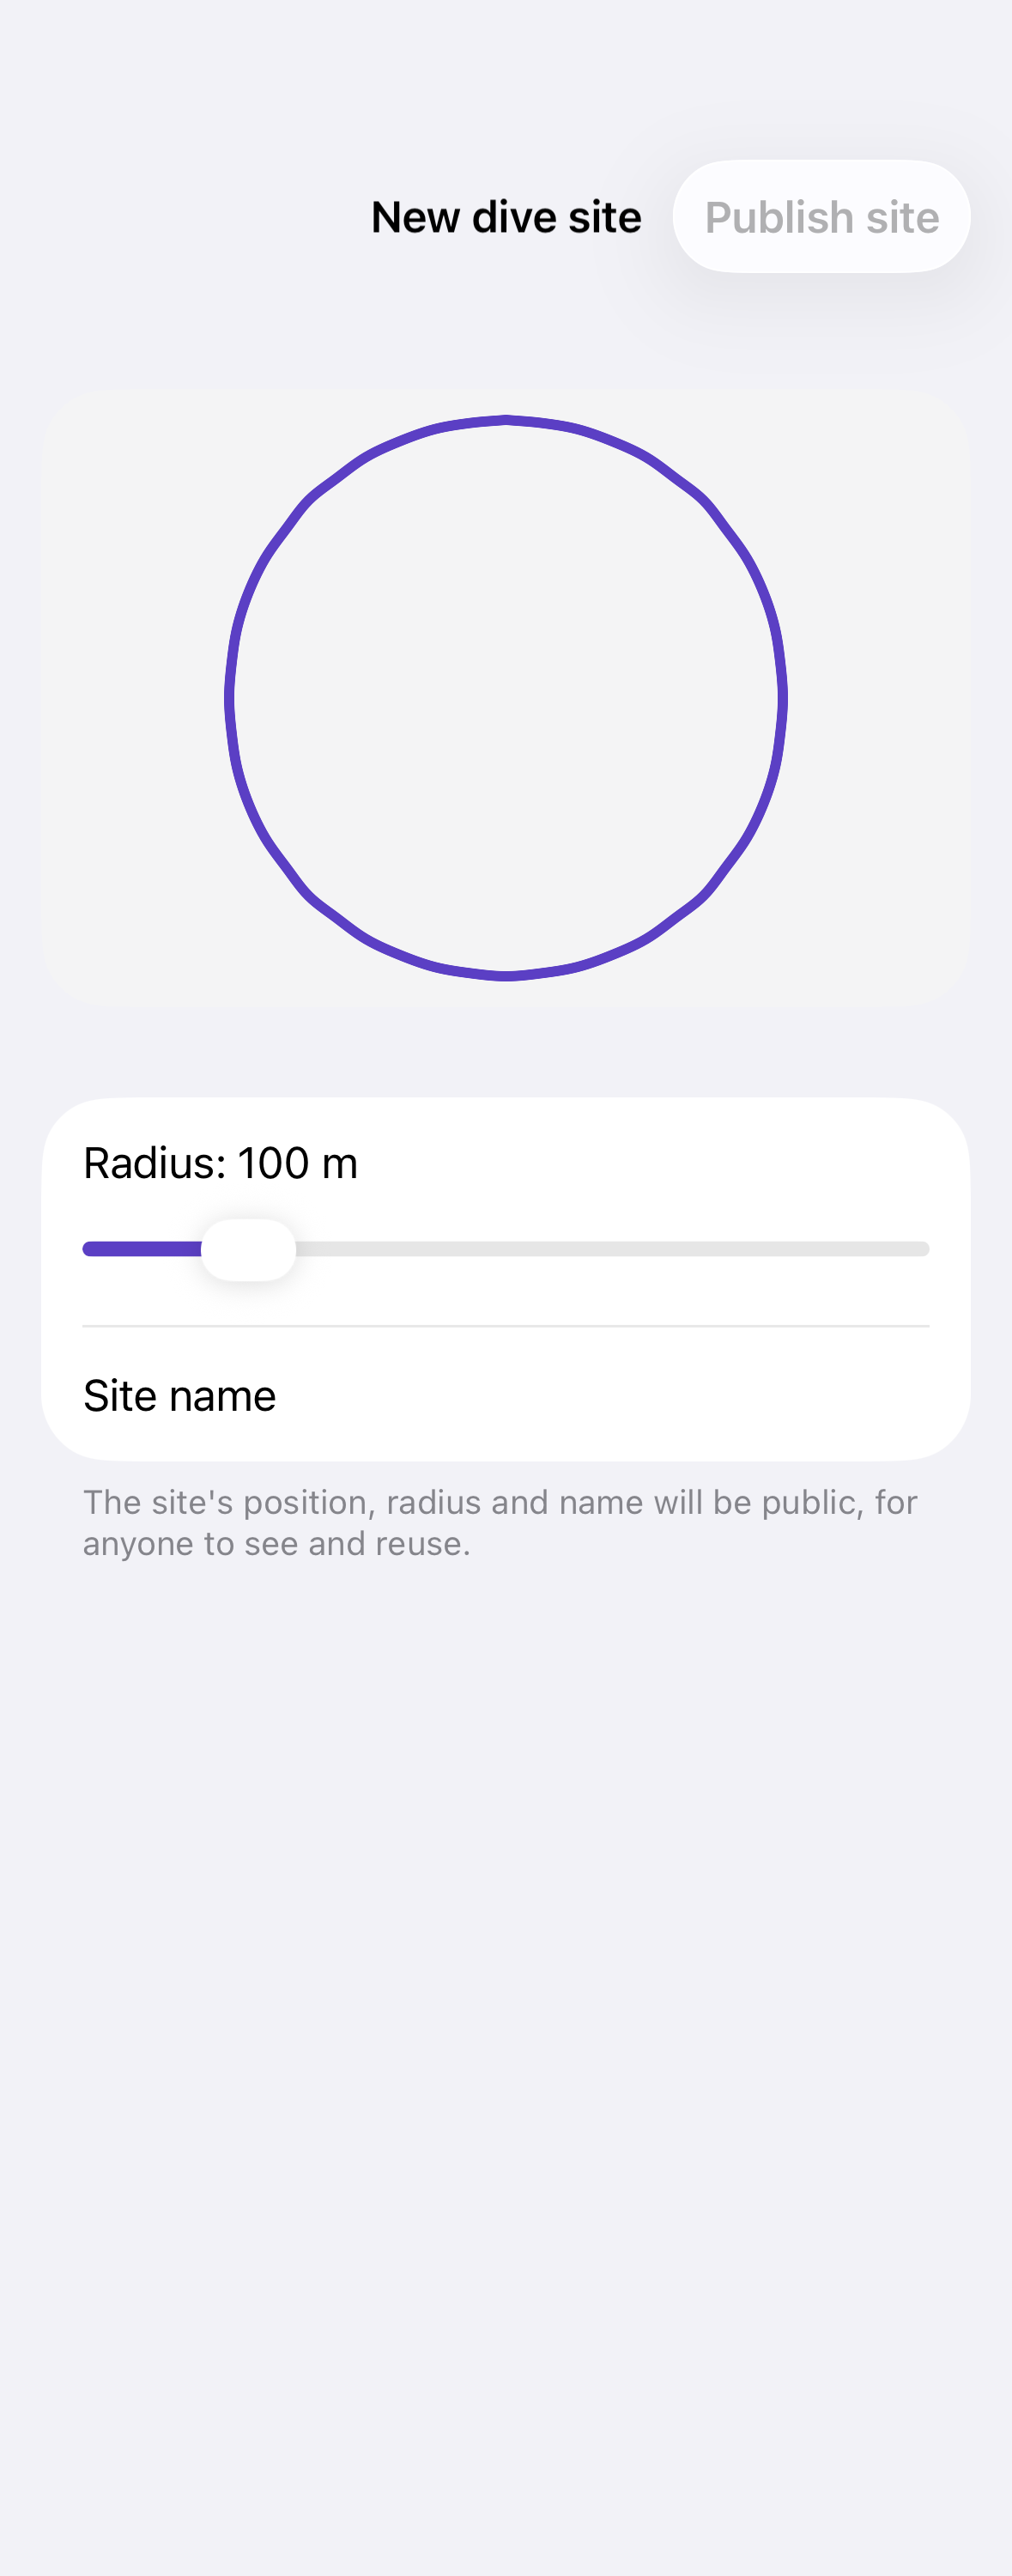 New dive site
Publish site
Radius: 100 m
Site name
The site's position, radius and name will be public, for
anyone to see and reuse.